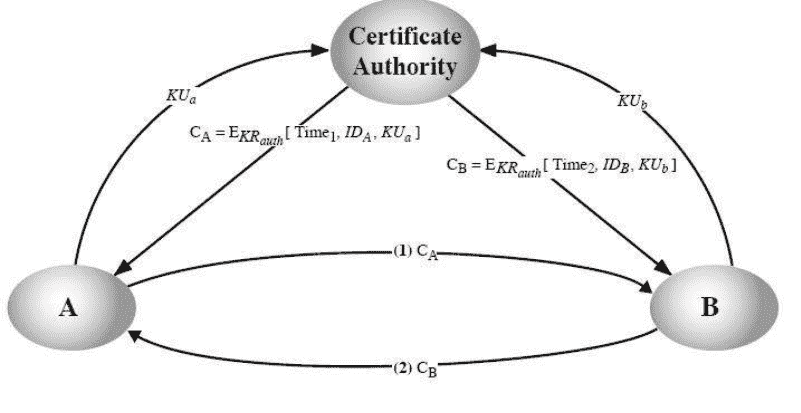 Certificate
Authority
KUa
KUb
CA = EKRauth[ Time1, IDA, KUa ]
CB = EKRauth[ Time2, IDB, KUb]
(1) CA
A
B
(2) CB